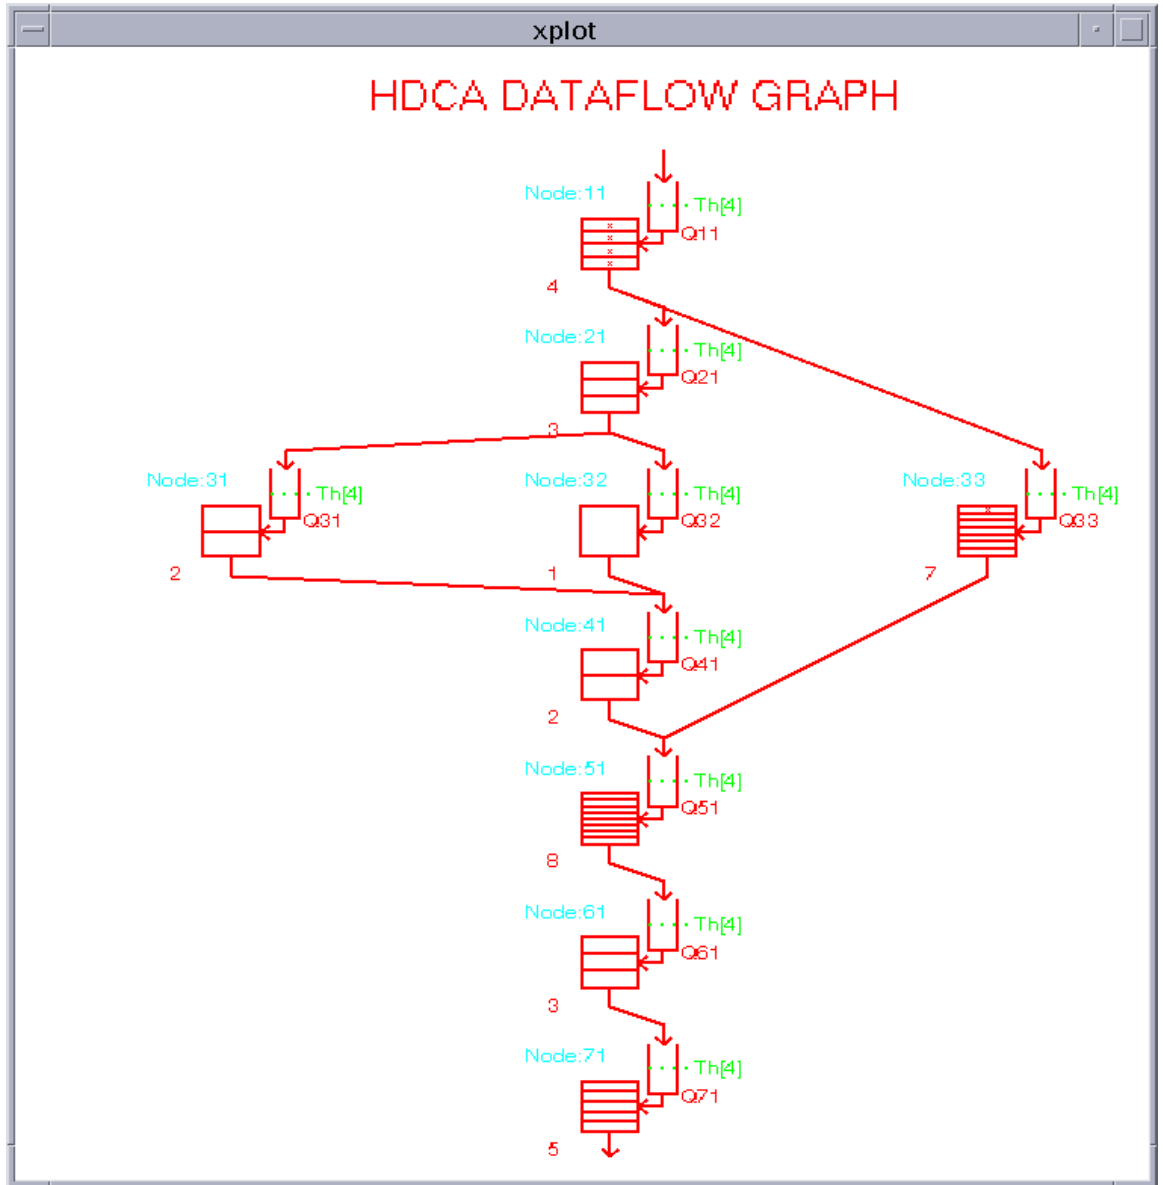 xplot
HDCA DATAFLOW GRAPH
Node:11
Th[4]
Q11
4
Node:21
Th[4]
Q21
3
Node:31
Th[4]
Q31
2
Node:32
Th[4]
Q32
1
Node:33
Th[4]
Q33
7
Node:41
Th[4]
Q41
2
Node:51
Th[4]
Q51
8
Node:61
Th[4]
Q61
3
Node:71
Th[4]
Q71
5